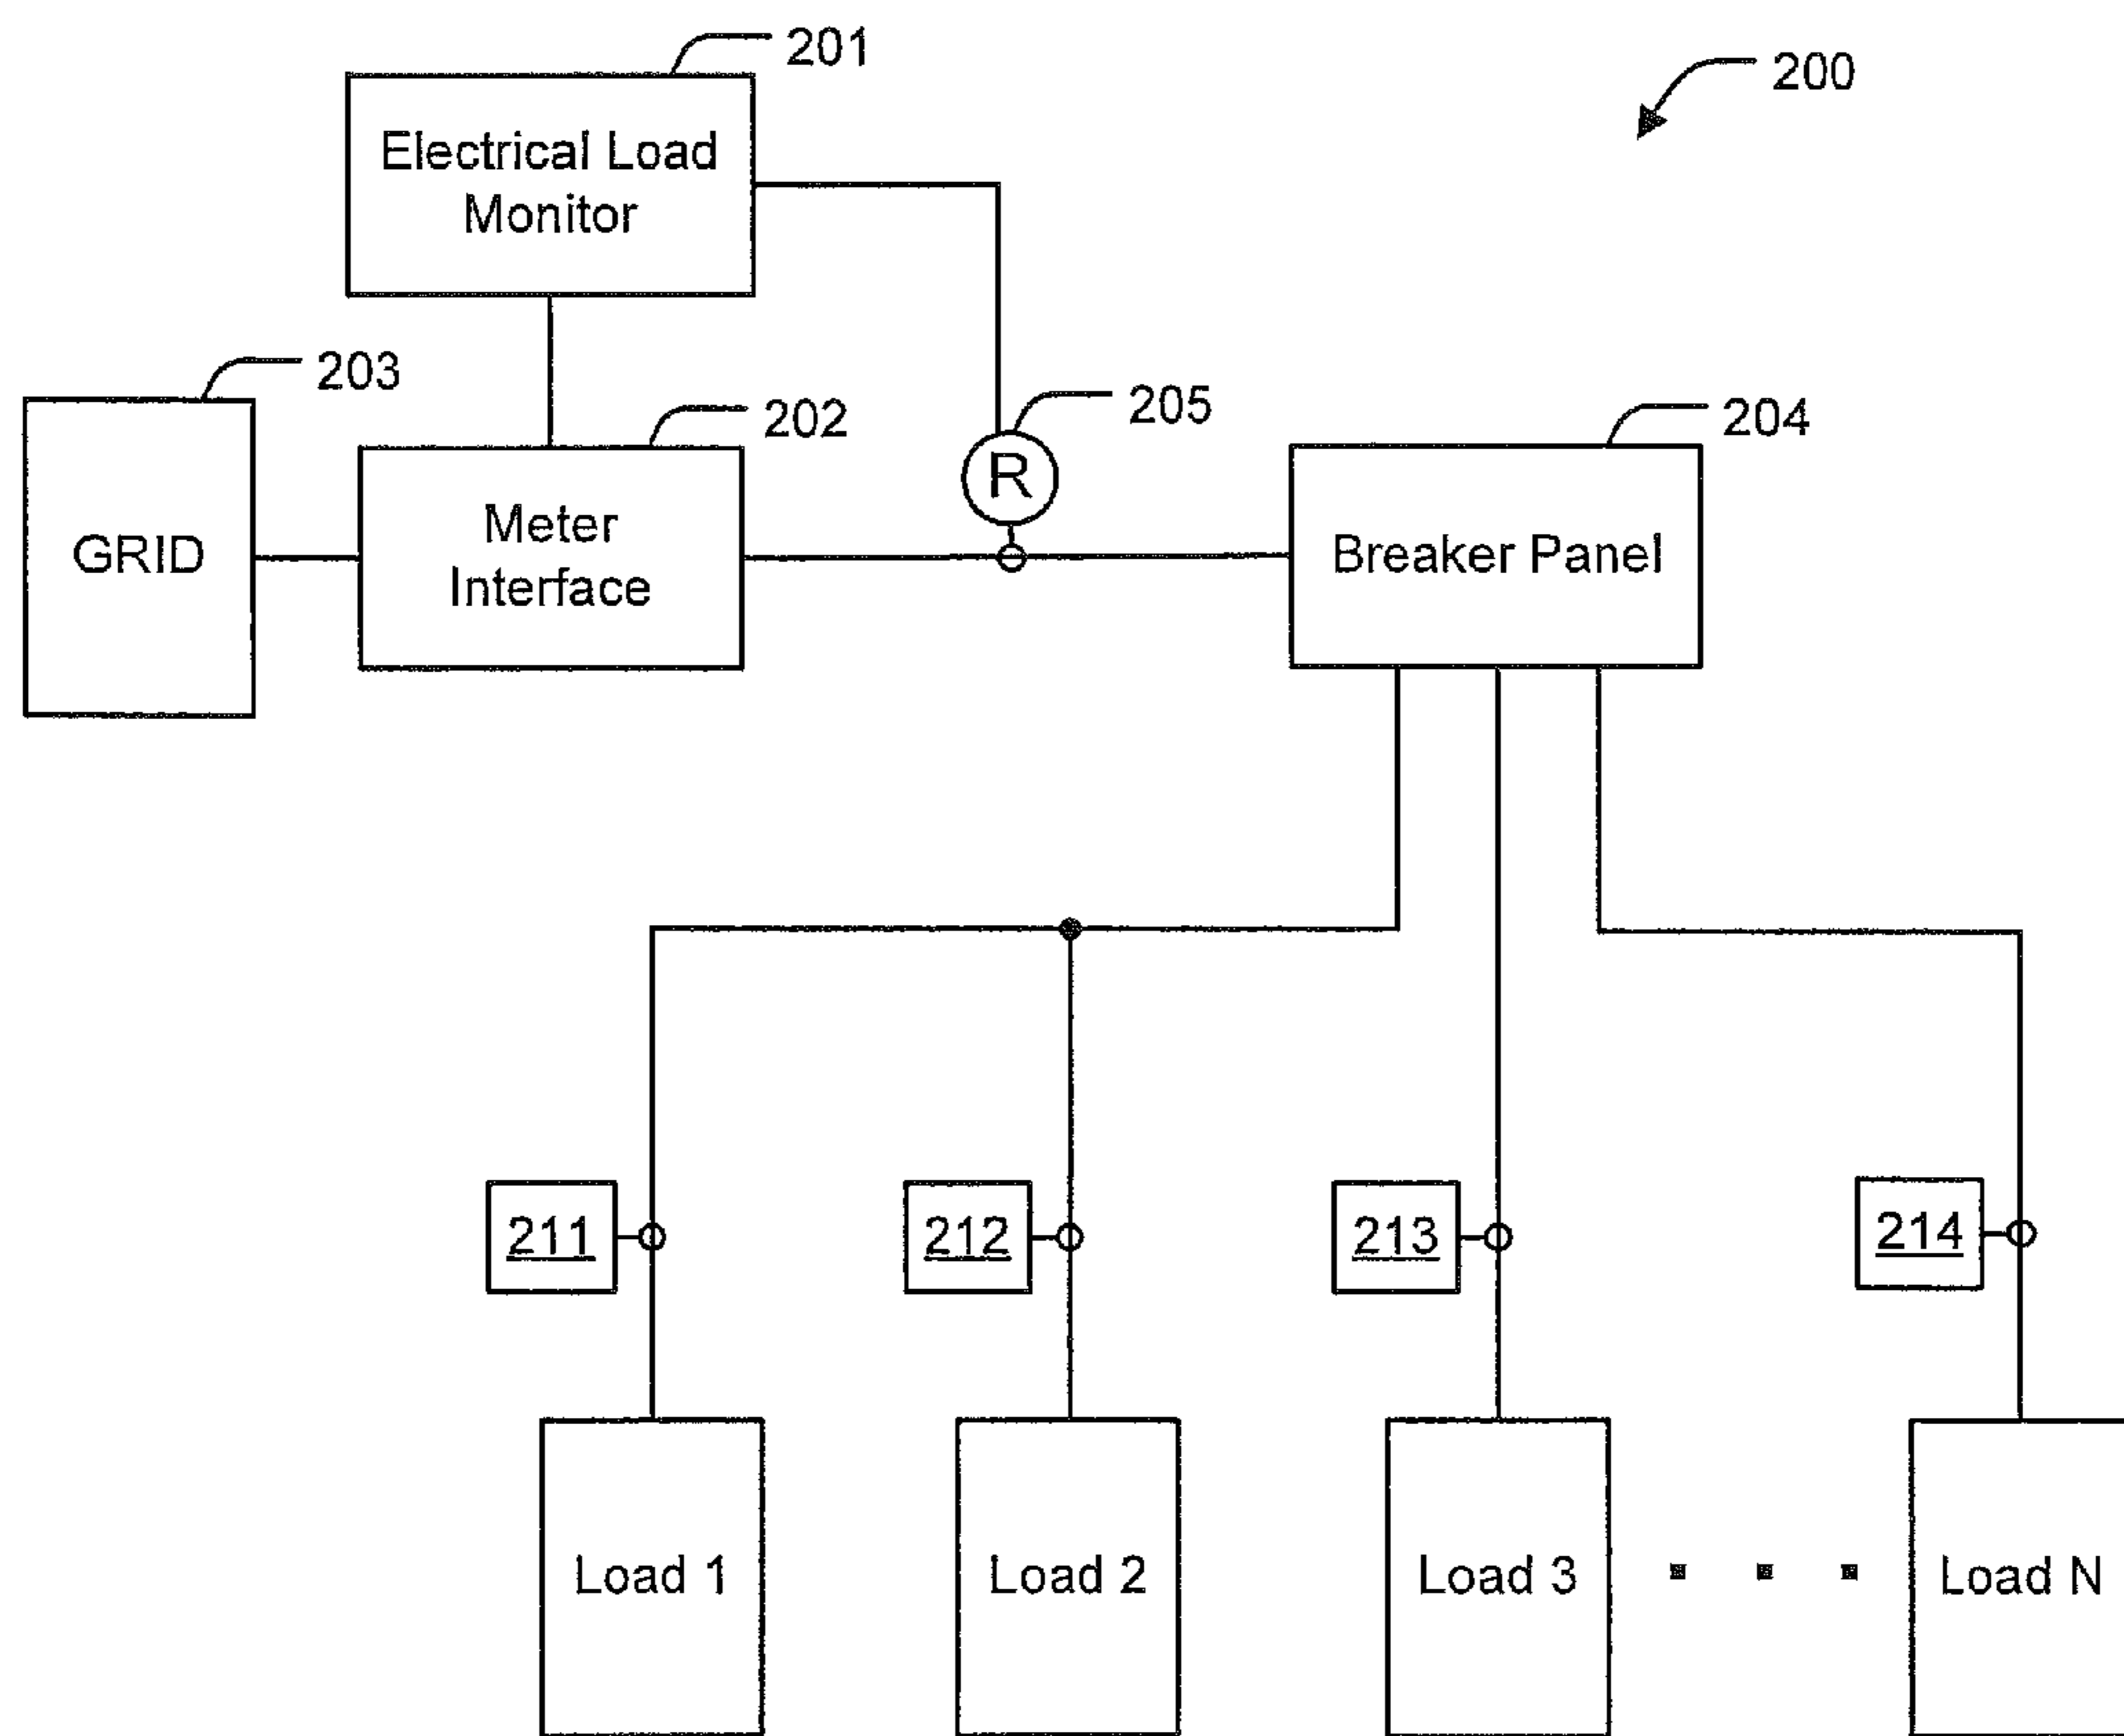 201
200
Electrical Load
Monitor
203
202
205
204
R
GRID
Meter
Interface
Breaker Panel
211
212
213
214
Load 1
Load 2
Load 3
Load N